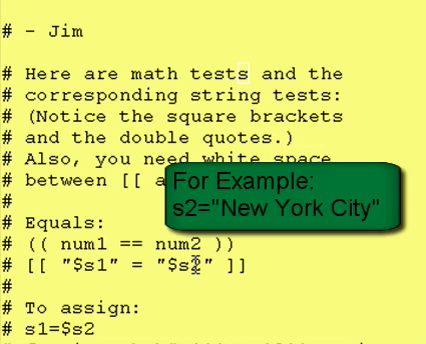 # - Jim
# Here are math tests and the
# corresponding string tests:
# (Notice the square brackets
# and the double quotes.)
# Also, you need white space
# between [[ a
For Example:
s2="New York City"
#
# Equals:
# (( num1 == num2 ))
# [[ "$s1" = "$s2" ]]
#
# To assign:
# s1=$s2